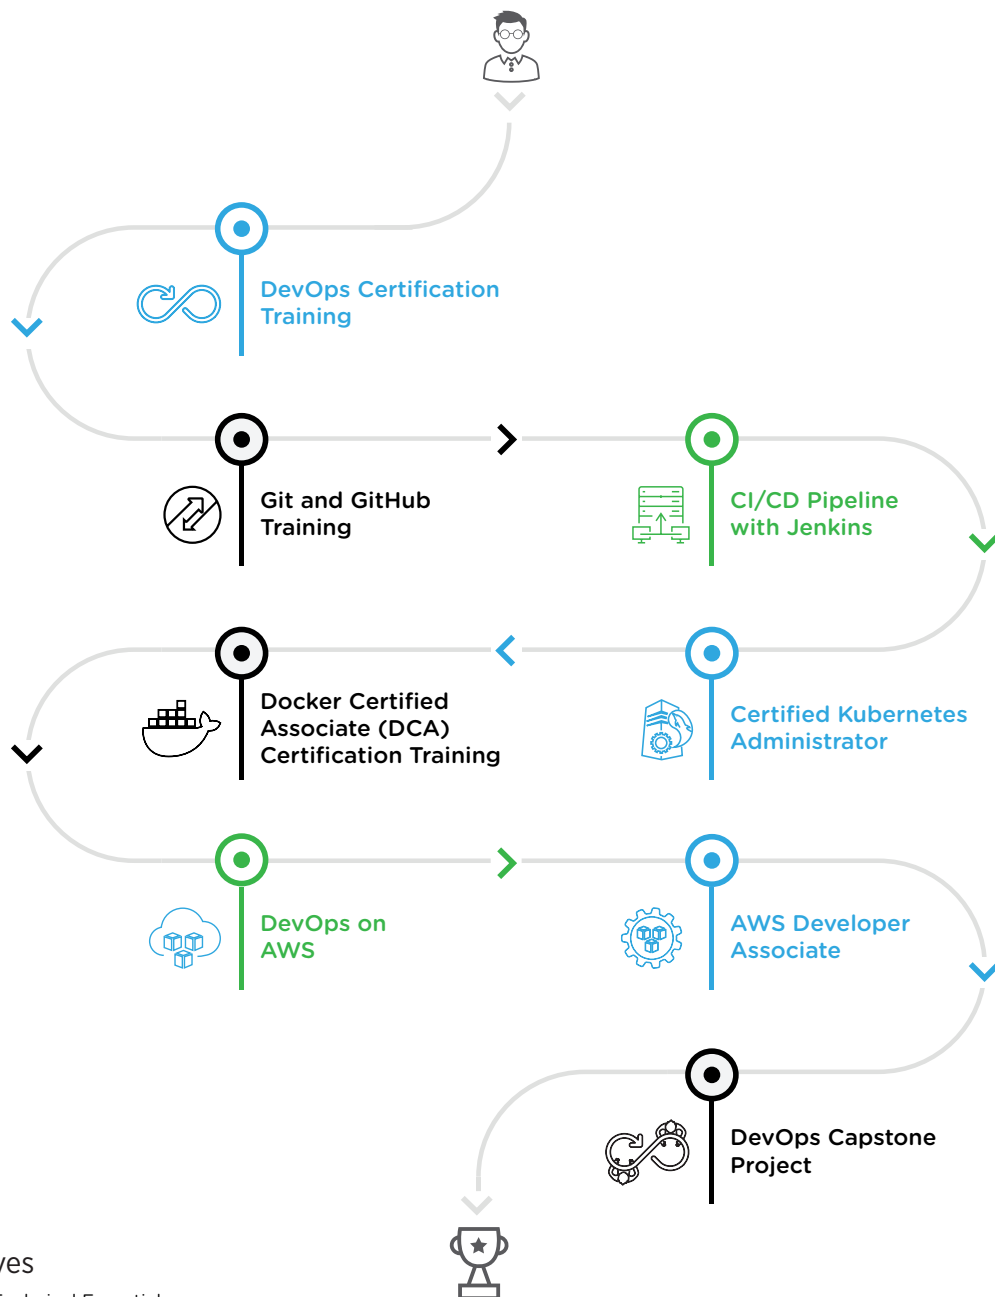 DevOps Certification
Training
Git and GitHub
Training
CI/CD Pipeline
with Jenkins
Certified Kubernetes
Administrator
Docker Certified
Associate (DCA)
Certification Training
DevOps on
AWS
AWS Developer
Associate
DevOps Capstone
Project